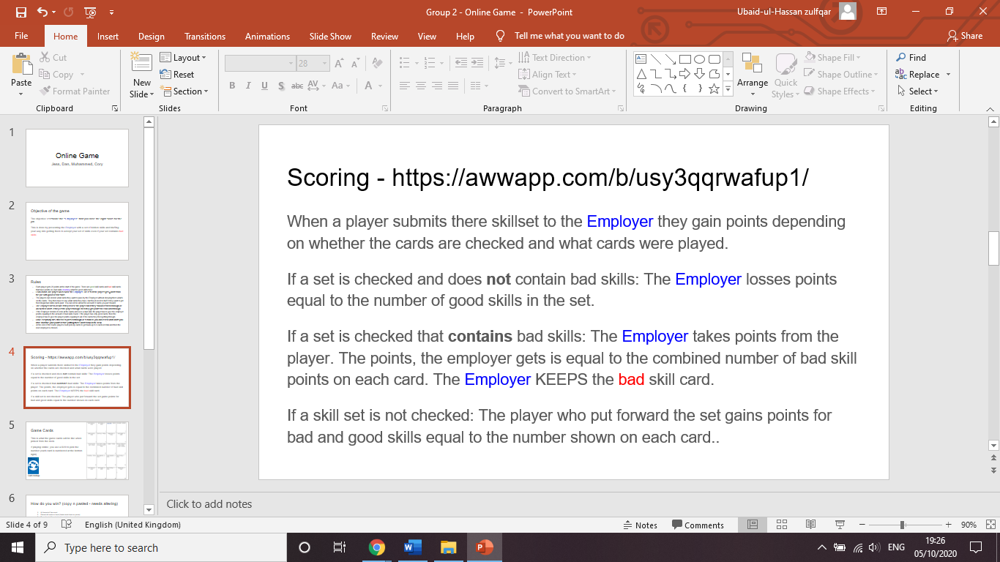 Group 2 - Online Game - PowerPoint
Ubaid-ul-Hassan zulfqar
File Home Insert Design Transitions Animations Slide Show Review View Help Tell me what you want to do Share
Paste
Cut
Copy
Format Painter
Clipboard
New Slide
Layout
Reset
Section
Slides
28
B I U S abc AV Aa A
Font
Text Direction
Align Text
Convert to SmartArt
Paragraph
Arrange
Quick Styles
Shape Fill
Shape Outline
Shape Effects
Drawing
Find
Replace
Select
Editing
1
Online Game
Jess, Dan, Muhammed, Cory
2
Objective of the game
3
Rules
4
Scoring - https://awwapp.com/b/usy3qqrwafup1/
5
Game Cards
6
How do you win? (copy n pasted - needs altering)
Scoring - https://awwapp.com/b/usy3qqrwafup1/
When a player submits there skillset to the Employer they gain points depending
on whether the cards are checked and what cards were played.
If a set is checked and does not contain bad skills: The Employer losses points
equal to the number of good skills in the set.
If a set is checked that contains bad skills: The Employer takes points from the
player. The points, the employer gets is equal to the combined number of bad skill
points on each card. The Employer KEEPS the bad skill card.
If a skill set is not checked: The player who put forward the set gains points for
bad and good skills equal to the number shown on each card..
Click to add notes
Slide 4 of 9 English (United Kingdom) Notes Comments 90%
Type here to search
ENG
19:26
05/10/2020